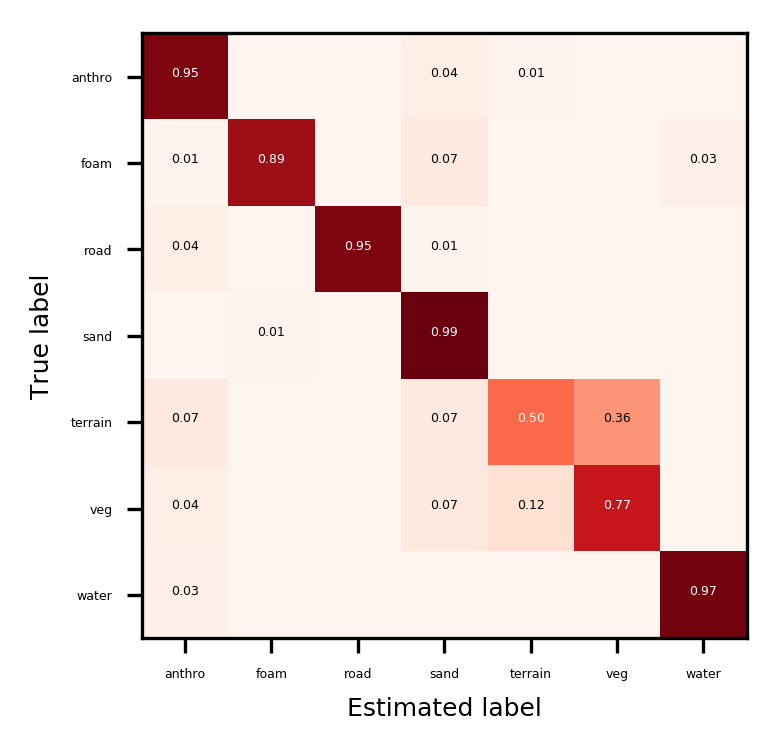 anthro 0.95 0.04 0.01
foam 0.01 0.89 0.07 0.03
road 0.04 0.95 0.01
sand 0.01 0.99
terrain 0.07 0.07 0.50 0.36
veg 0.04 0.07 0.12 0.77
water 0.03 0.97
anthro foam road sand terrain veg water
Estimated label
True label